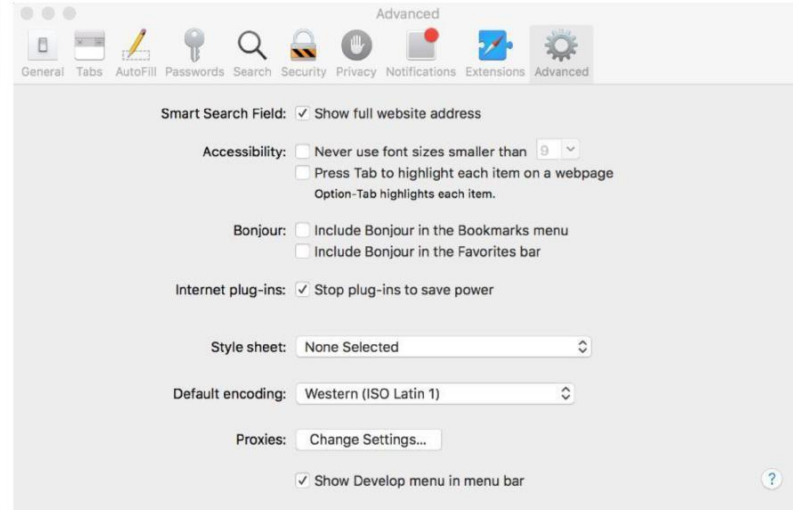 Advanced
General Tabs AutoFill Passwords Search Security Privacy Notifications Extensions Advanced
Smart Search Field: Show full website address
Accessibility: Never use font sizes smaller than 9
Press Tab to highlight each item on a webpage
Option-Tab highlights each item.
Bonjour: Include Bonjour in the Bookmarks menu
Include Bonjour in the Favorites bar
Internet plug-ins: Stop plug-ins to save power
Style sheet: None Selected
Default encoding: Western (ISO Latin 1)
Proxies: Change Settings...
Show Develop menu in menu bar
?